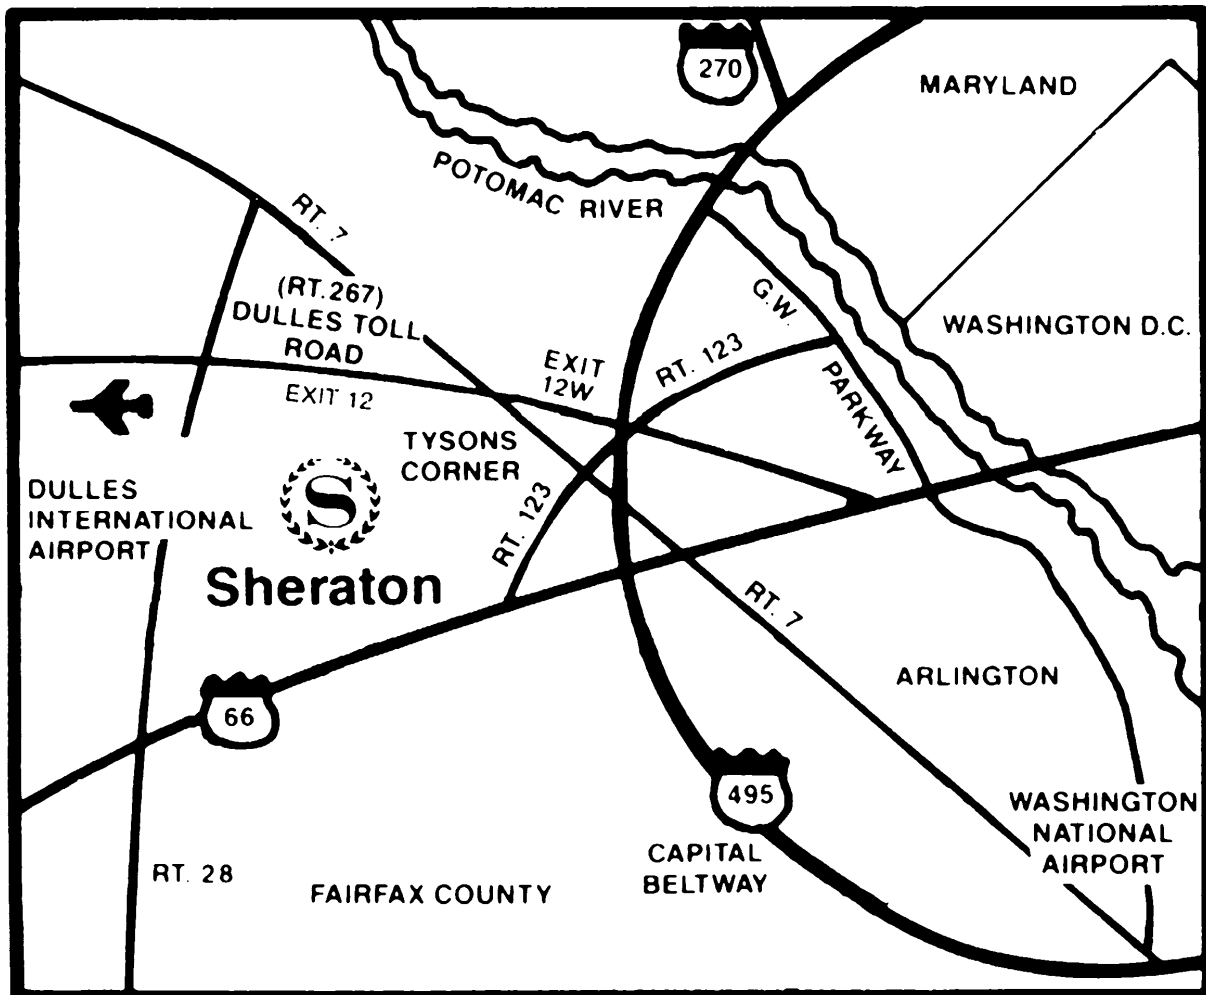 270
MARYLAND
POTOMAC RIVER
RT. 7
(RT.267)
DULLES TOLL
ROAD
G.W.
PARKWAY
WASHINGTON D.C.
EXIT
12W
RT. 123
EXIT 12
TYSONS
CORNER
DULLES
INTERNATIONAL
AIRPORT
S
Sheraton
RT. 123
RT. 7
ARLINGTON
66
495
WASHINGTON
NATIONAL
AIRPORT
CAPITAL
BELTWAY
RT. 28
FAIRFAX COUNTY